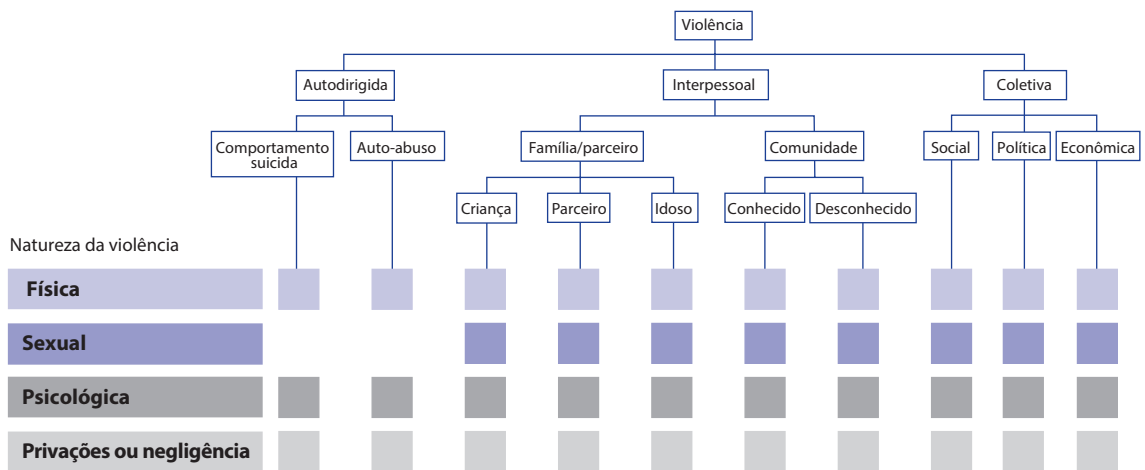 Violência
Autodirigida
Interpessoal
Coletiva
Comportamento
suicida
Auto-abuso
Família/parceiro
Comunidade
Social
Política
Econômica
Criança
Parceiro
Idoso
Conhecido
Desconhecido
Natureza da violência
Física
Sexual
Psicológica
Privações ou negligência